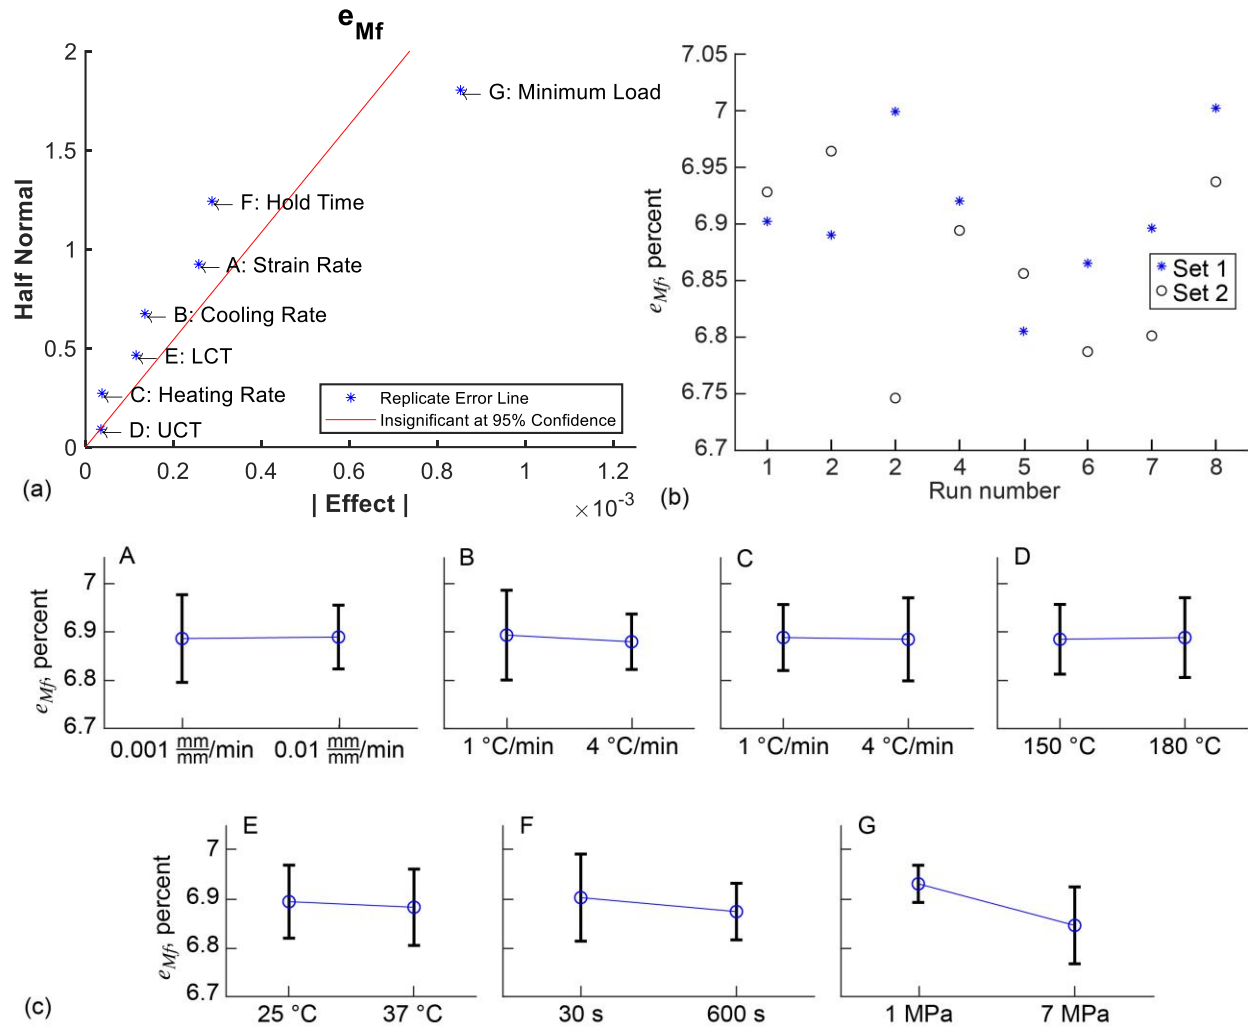 e_Mf
2
1.5
1
0.5
0
Half Normal
G: Minimum Load
F: Hold Time
A: Strain Rate
B: Cooling Rate
E: LCT
C: Heating Rate
D: UCT
Replicate Error Line
Insignificant at 95% Confidence
0 0.2 0.4 0.6 0.8 1 1.2
| Effect |
×10^-3
(a)
7.05
7
6.95
6.9
6.85
6.8
6.75
6.7
e_Mf, percent
Set 1
Set 2
1 2 2 4 5 6 7 8
Run number
(b)
A
7
6.9
6.8
6.7
e_Mf, percent
0.001 mm/mm/min 0.01 mm/mm/min
B
1 °C/min 4 °C/min
C
1 °C/min 4 °C/min
D
150 °C 180 °C
E
7
6.9
6.8
6.7
e_Mf, percent
25 °C 37 °C
F
30 s 600 s
G
1 MPa 7 MPa
(c)